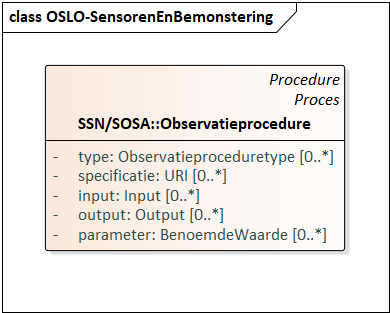 class OSLO-SensorenEnBemonstering
Procedure
Proces
SSN/SOSA::Observatieprocedure
- type: Observatieproceduretype [0..*]
- specificatie: URI [0..*]
- input: Input [0..*]
- output: Output [0..*]
- parameter: BenoemdeWaarde [0..*]